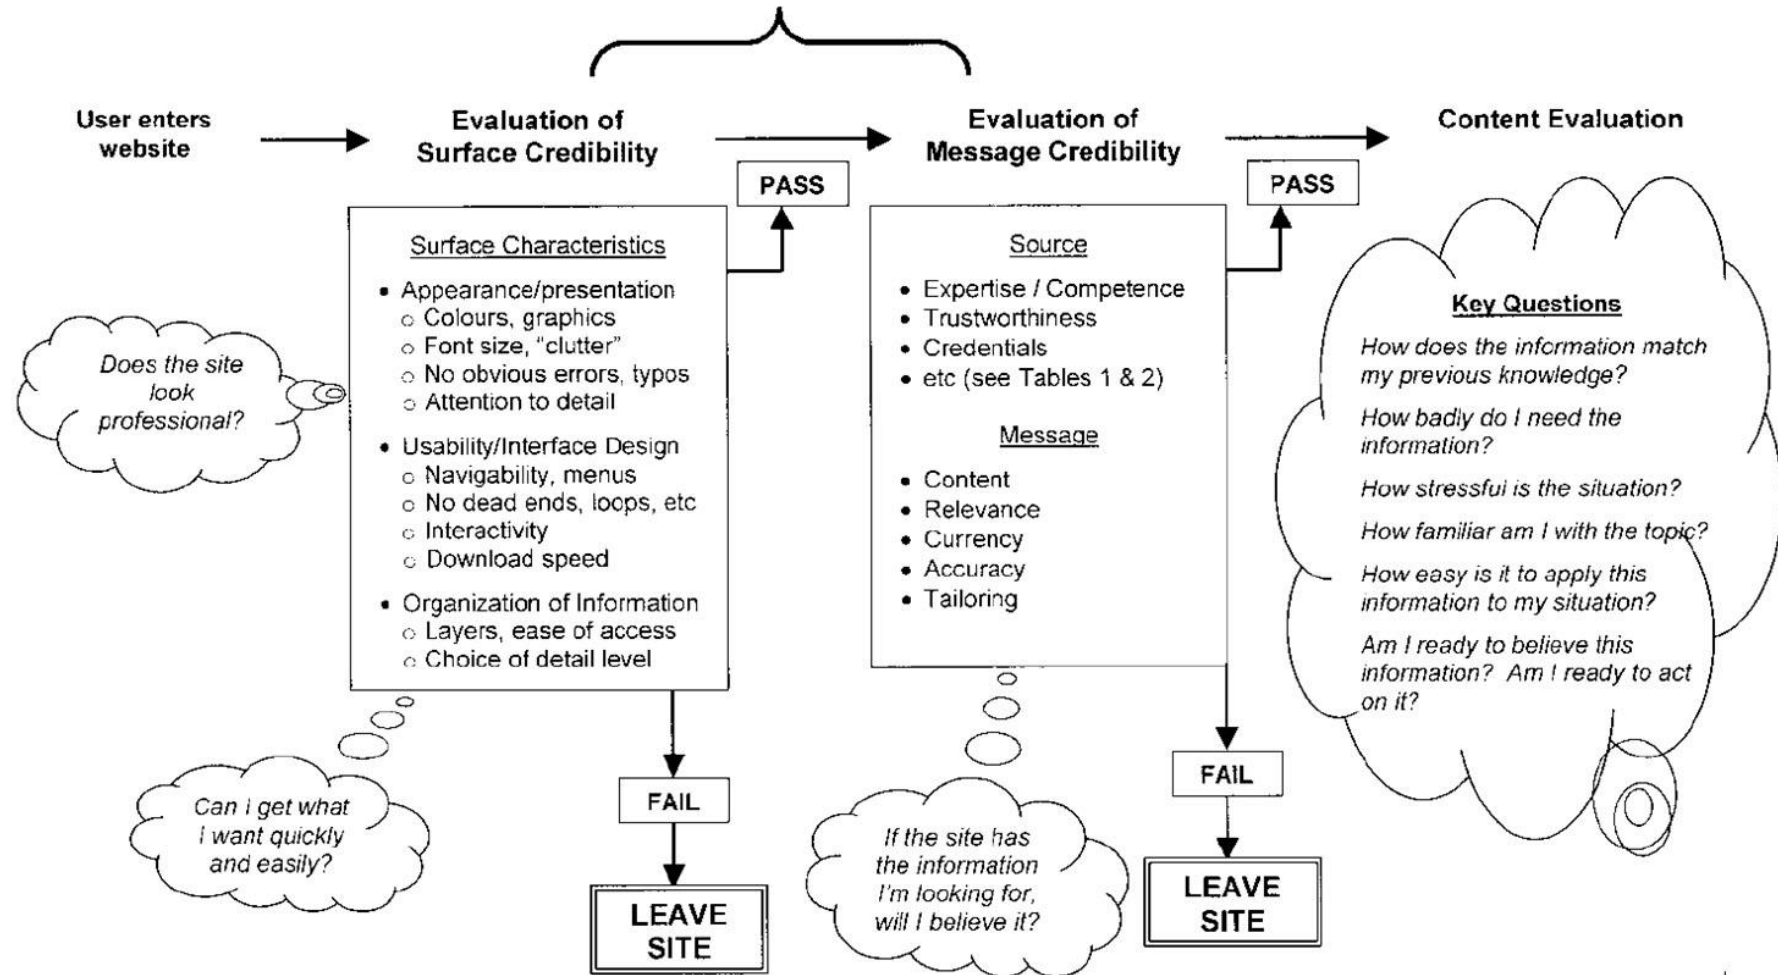 User enters
website
Evaluation of
Surface Credibility
PASS
Evaluation of
Message Credibility
PASS
Content Evaluation
Surface Characteristics
• Appearance/presentation
○ Colours, graphics
○ Font size, “clutter”
○ No obvious errors, typos
○ Attention to detail
• Usability/Interface Design
○ Navigability, menus
○ No dead ends, loops, etc
○ Interactivity
○ Download speed
• Organization of Information
○ Layers, ease of access
○ Choice of detail level
Does the site
look
professional?
Can I get what
I want quickly
and easily?
FAIL
LEAVE
SITE
Source
• Expertise / Competence
• Trustworthiness
• Credentials
• etc (see Tables 1 & 2)
Message
• Content
• Relevance
• Currency
• Accuracy
• Tailoring
If the site has
the information
I'm looking for,
will I believe it?
FAIL
LEAVE
SITE
Key Questions
How does the information match
my previous knowledge?
How badly do I need the
information?
How stressful is the situation?
How familiar am I with the topic?
How easy is it to apply this
information to my situation?
Am I ready to believe this
information? Am I ready to act
on it?